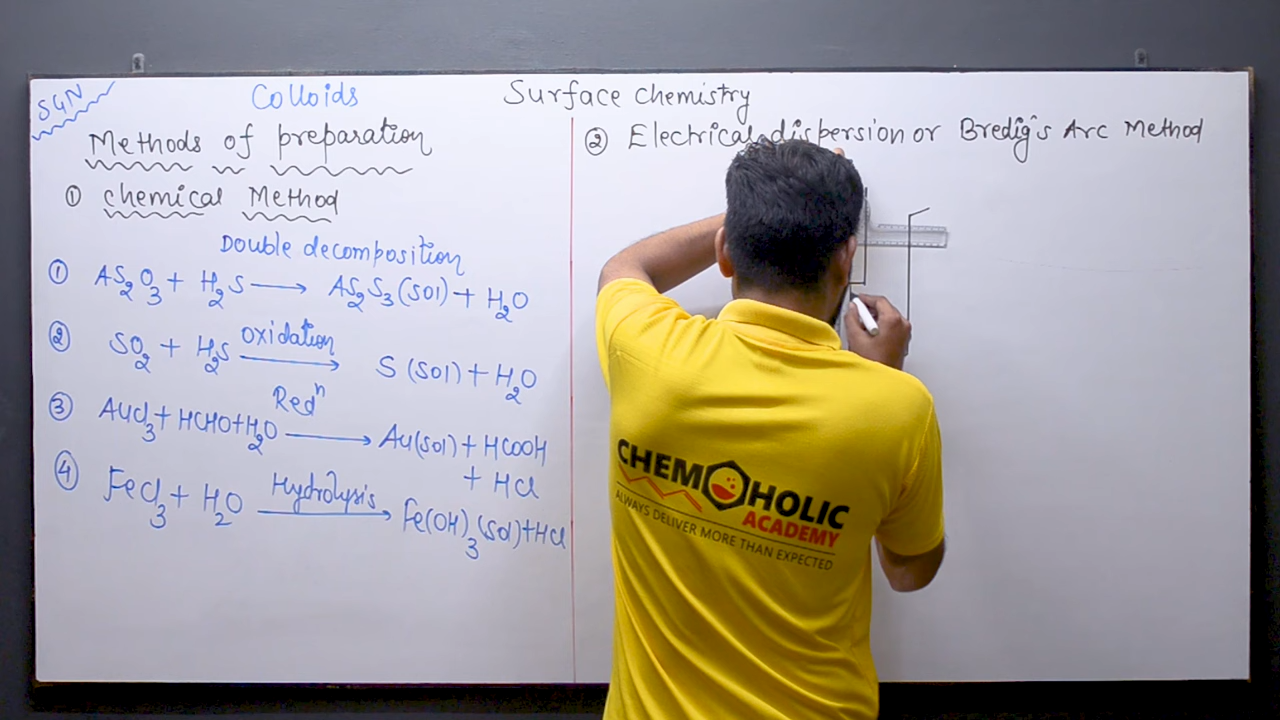 SGN
Colloids
Surface Chemistry
Methods of preparation
① Chemical Method
Double decomposition
① AS₂O₃ + H₂S ⟶ AS₂S₃(Sol) + H₂O
② SO₂ + H₂S Oxidation ⟶ S (Sol) + H₂O
③ AuCl₃ + HCHO + H₂O Redⁿ ⟶ Au(Sol) + HCOOH
+ HCl
④ FeCl₃ + H₂O Hydrolysis ⟶ Fe(OH)₃(Sol) + HCl
② Electrical dispersion or Bredig's Arc Method
CHEMOHOLIC
ACADEMY
ALWAYS DELIVER MORE THAN EXPECTED